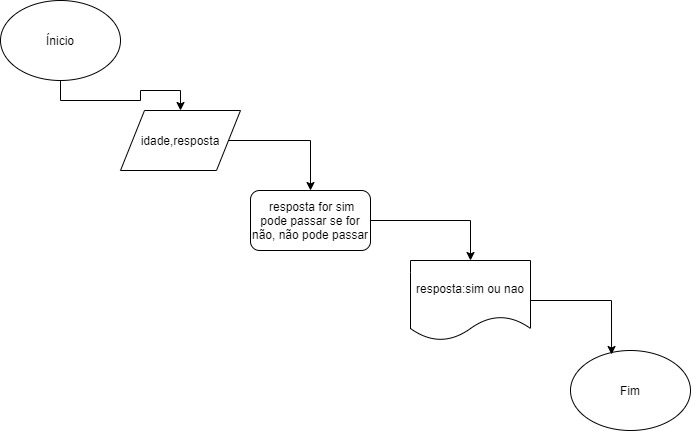 Ínicio
idade,resposta
resposta for sim
pode passar se for
não, não pode passar
resposta:sim ou nao
Fim